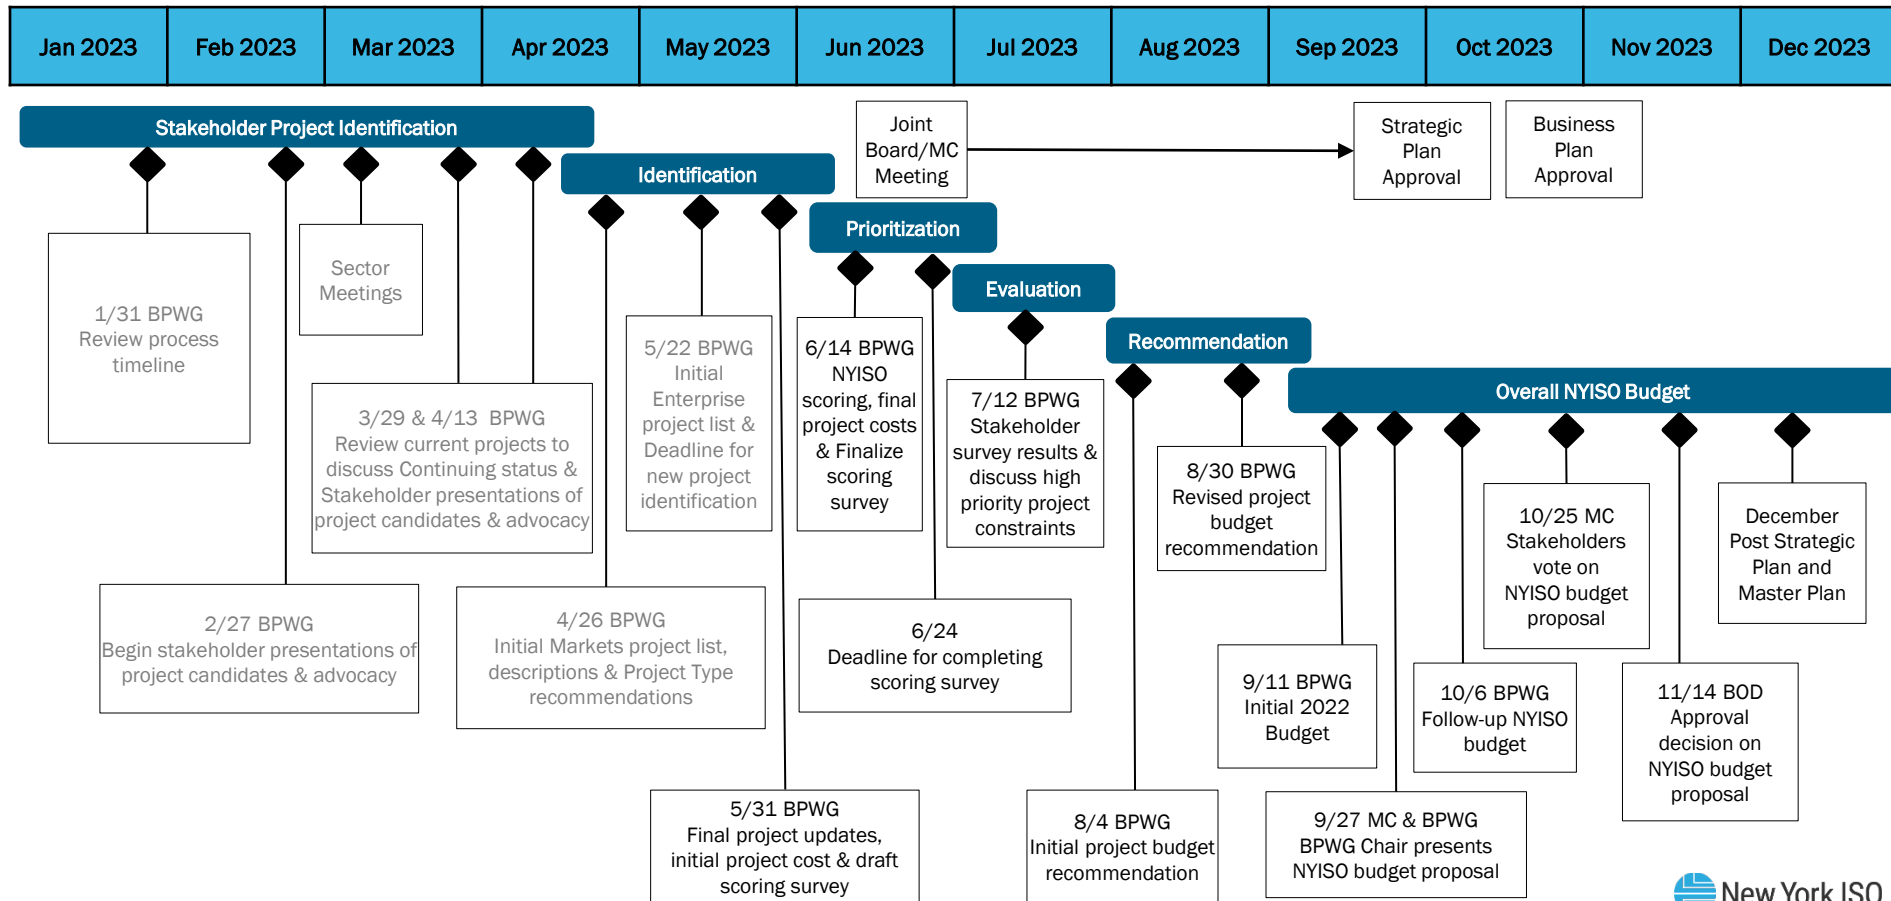 Jan 2023
Feb 2023
Mar 2023
Apr 2023
May 2023
Jun 2023
Jul 2023
Aug 2023
Sep 2023
Oct 2023
Nov 2023
Dec 2023
Stakeholder Project Identification
Joint
Board/MC
Meeting
Strategic
Plan
Approval
Business
Plan
Approval
Identification
Prioritization
Evaluation
Recommendation
Overall NYISO Budget
1/31 BPWG
Review process
timeline
Sector
Meetings
3/29 & 4/13 BPWG
Review current projects to
discuss Continuing status &
Stakeholder presentations of
project candidates & advocacy
2/27 BPWG
Begin stakeholder presentations of
project candidates & advocacy
4/26 BPWG
Initial Markets project list,
descriptions & Project Type
recommendations
5/22 BPWG
Initial
Enterprise
project list &
Deadline for
new project
identification
5/31 BPWG
Final project updates,
initial project cost & draft
scoring survey
6/14 BPWG
NYISO
scoring, final
project costs
& Finalize
scoring
survey
6/24
Deadline for completing
scoring survey
7/12 BPWG
Stakeholder
survey results &
discuss high
priority project
constraints
8/4 BPWG
Initial project budget
recommendation
8/30 BPWG
Revised project
budget
recommendation
9/11 BPWG
Initial 2022
Budget
9/27 MC & BPWG
BPWG Chair presents
NYISO budget proposal
10/6 BPWG
Follow-up NYISO
budget
10/25 MC
Stakeholders
vote on
NYISO budget
proposal
11/14 BOD
Approval
decision on
NYISO budget
proposal
December
Post Strategic
Plan and
Master Plan
New York ISO